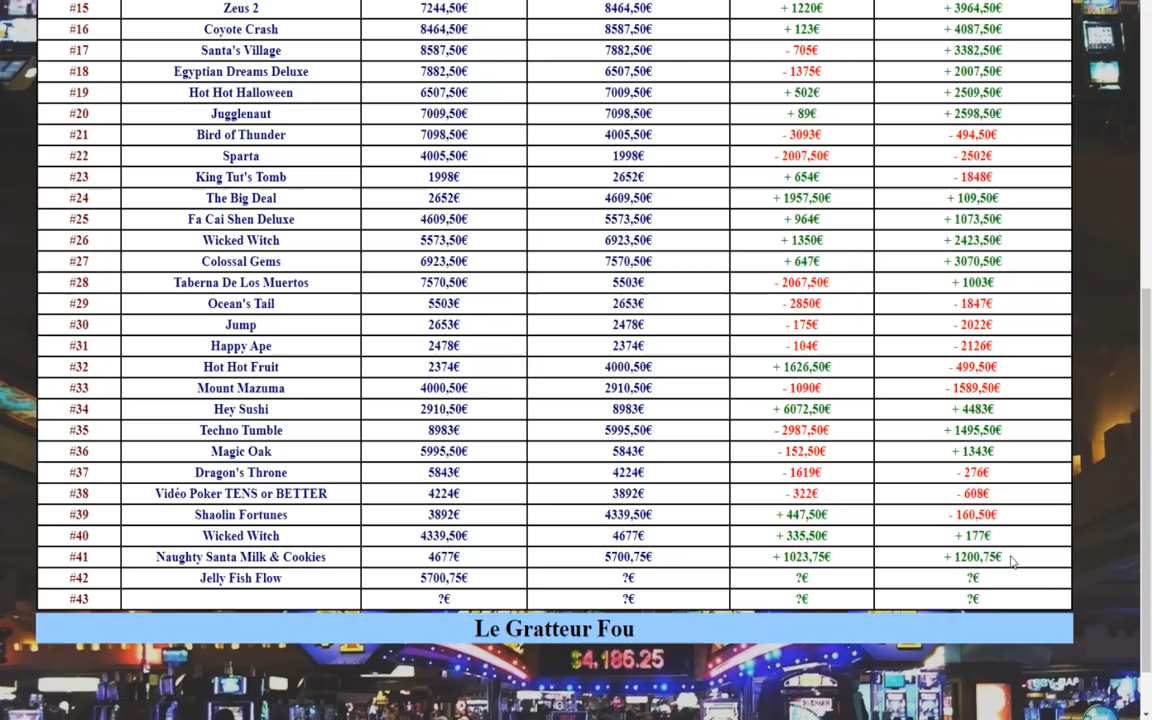 #15 Zeus 2 7244,50€ 8464,50€ + 1220€ + 3964,50€
#16 Coyote Crash 8464,50€ 8587,50€ + 123€ + 4087,50€
#17 Santa's Village 8587,50€ 7882,50€ - 705€ + 3382,50€
#18 Egyptian Dreams Deluxe 7882,50€ 6507,50€ - 1375€ + 2007,50€
#19 Hot Hot Halloween 6507,50€ 7009,50€ + 502€ + 2509,50€
#20 Jugglenaut 7009,50€ 7098,50€ + 89€ + 2598,50€
#21 Bird of Thunder 7098,50€ 4005,50€ - 3093€ - 494,50€
#22 Sparta 4005,50€ 1998€ - 2007,50€ - 2502€
#23 King Tut's Tomb 1998€ 2652€ + 654€ - 1848€
#24 The Big Deal 2652€ 4609,50€ + 1957,50€ + 109,50€
#25 Fa Cai Shen Deluxe 4609,50€ 5573,50€ + 964€ + 1073,50€
#26 Wicked Witch 5573,50€ 6923,50€ + 1350€ + 2423,50€
#27 Colossal Gems 6923,50€ 7570,50€ + 647€ + 3070,50€
#28 Taberna De Los Muertos 7570,50€ 5503€ - 2067,50€ + 1003€
#29 Ocean's Tail 5503€ 2653€ - 2850€ - 1847€
#30 Jump 2653€ 2478€ - 175€ - 2022€
#31 Happy Ape 2478€ 2374€ - 104€ - 2126€
#32 Hot Hot Fruit 2374€ 4000,50€ + 1626,50€ - 499,50€
#33 Mount Mazuma 4000,50€ 2910,50€ - 1090€ - 1589,50€
#34 Hey Sushi 2910,50€ 8983€ + 6072,50€ + 4483€
#35 Techno Tumble 8983€ 5995,50€ - 2987,50€ + 1495,50€
#36 Magic Oak 5995,50€ 5843€ - 152,50€ + 1343€
#37 Dragon's Throne 5843€ 4224€ - 1619€ - 276€
#38 Vidéo Poker TENS or BETTER 4224€ 3892€ - 322€ - 608€
#39 Shaolin Fortunes 3892€ 4339,50€ + 447,50€ - 160,50€
#40 Wicked Witch 4339,50€ 4677€ + 335,50€ + 177€
#41 Naughty Santa Milk & Cookies 4677€ 5700,75€ + 1023,75€ + 1200,75€
#42 Jelly Fish Flow 5700,75€ ?€ ?€ ?€
#43 ?€ ?€ ?€ ?€
Le Gratteur Fou
$4,186.25